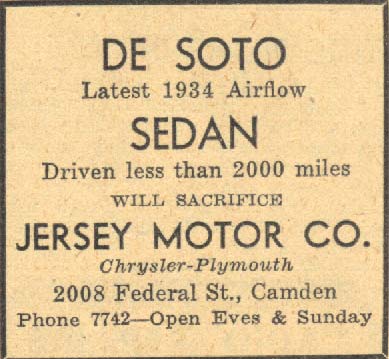 DE SOTO
Latest 1934 Airflow
SEDAN
Driven less than 2000 miles
WILL SACRIFICE
JERSEY MOTOR CO.
Chrysler-Plymouth
2008 Federal St., Camden
Phone 7742—Open Eves & Sunday